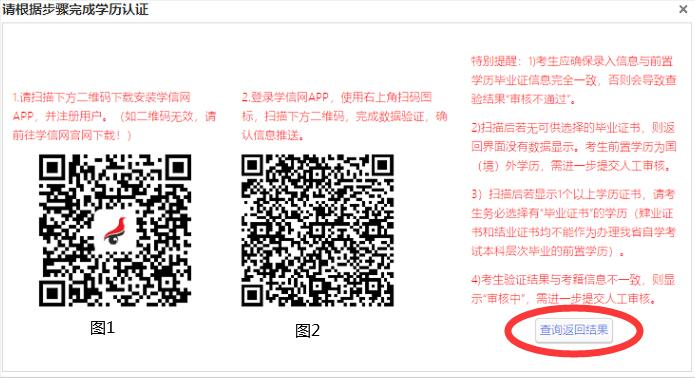 请根据步骤完成学历认证
1.请扫描下方二维码下载安装学信网
APP，并注册用户。（如二维码无效，请
前往学信网官网下载！）
图1
2.登录学信网APP，使用右上角扫码图
标，扫描下方二维码，完成数据验证，确
认信息推送。
图2
特别提醒：1)考生应确保录入信息与前置
学历毕业证信息完全一致，否则会导致查
验结果“审核不通过”。
2)扫描后若无可供选择的毕业证书，则返
回界面没有数据显示。考生前置学历为国
（境）外学历，需进一步提交人工审核。
3）扫描后若显示1个以上学历证书，请考
生务必选择有“毕业证书”的学历（肄业证
书和结业证书均不能作为办理我省自学考
试本科层次毕业的前置学历）。
4)考生验证结果与考籍信息不一致，则显
示“审核中”，需进一步提交人工审核。
查询返回结果